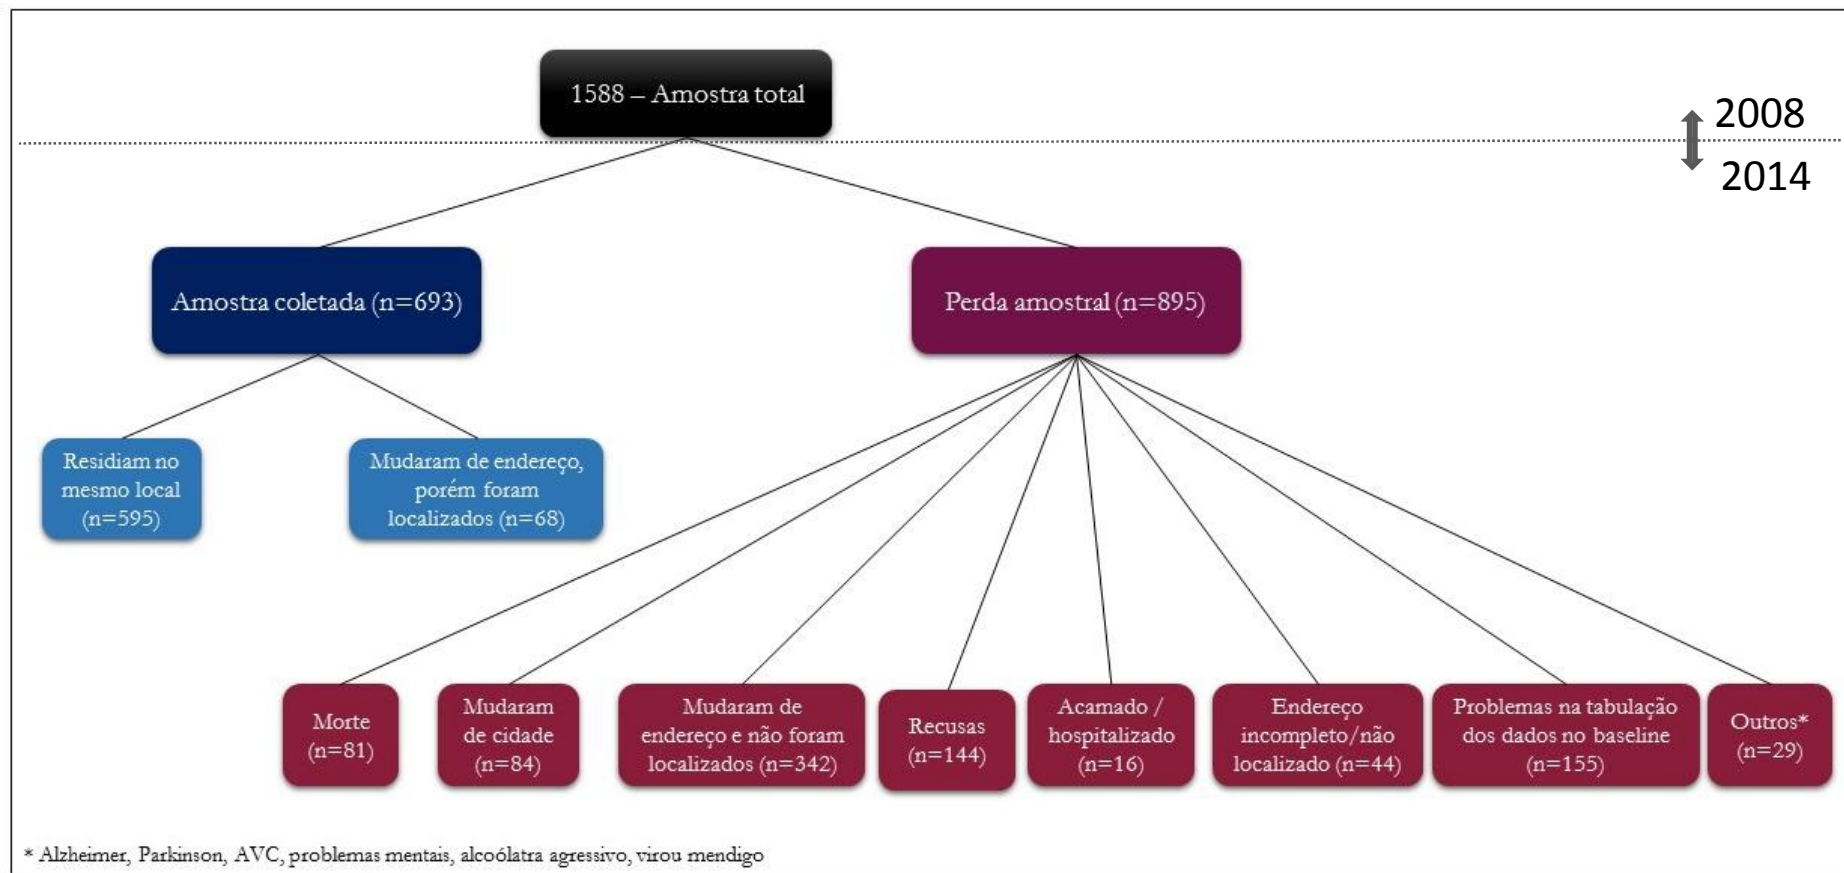 1588 – Amostra total
2008
2014
Amostra coletada (n=693)
Perda amostral (n=895)
Residiam no
mesmo local
(n=595)
Mudaram de endereço,
porém foram
localizados (n=68)
Morte
(n=81)
Mudaram
de cidade
(n=84)
Mudaram de
endereço e não foram
localizados (n=342)
Recusas
(n=144)
Acamado /
hospitalizado
(n=16)
Endereço
incompleto/não
localizado (n=44)
Problemas na tabulação
dos dados no baseline
(n=155)
Outros*
(n=29)
* Alzheimer, Parkinson, AVC, problemas mentais, alcoólatra agressivo, virou mendigo